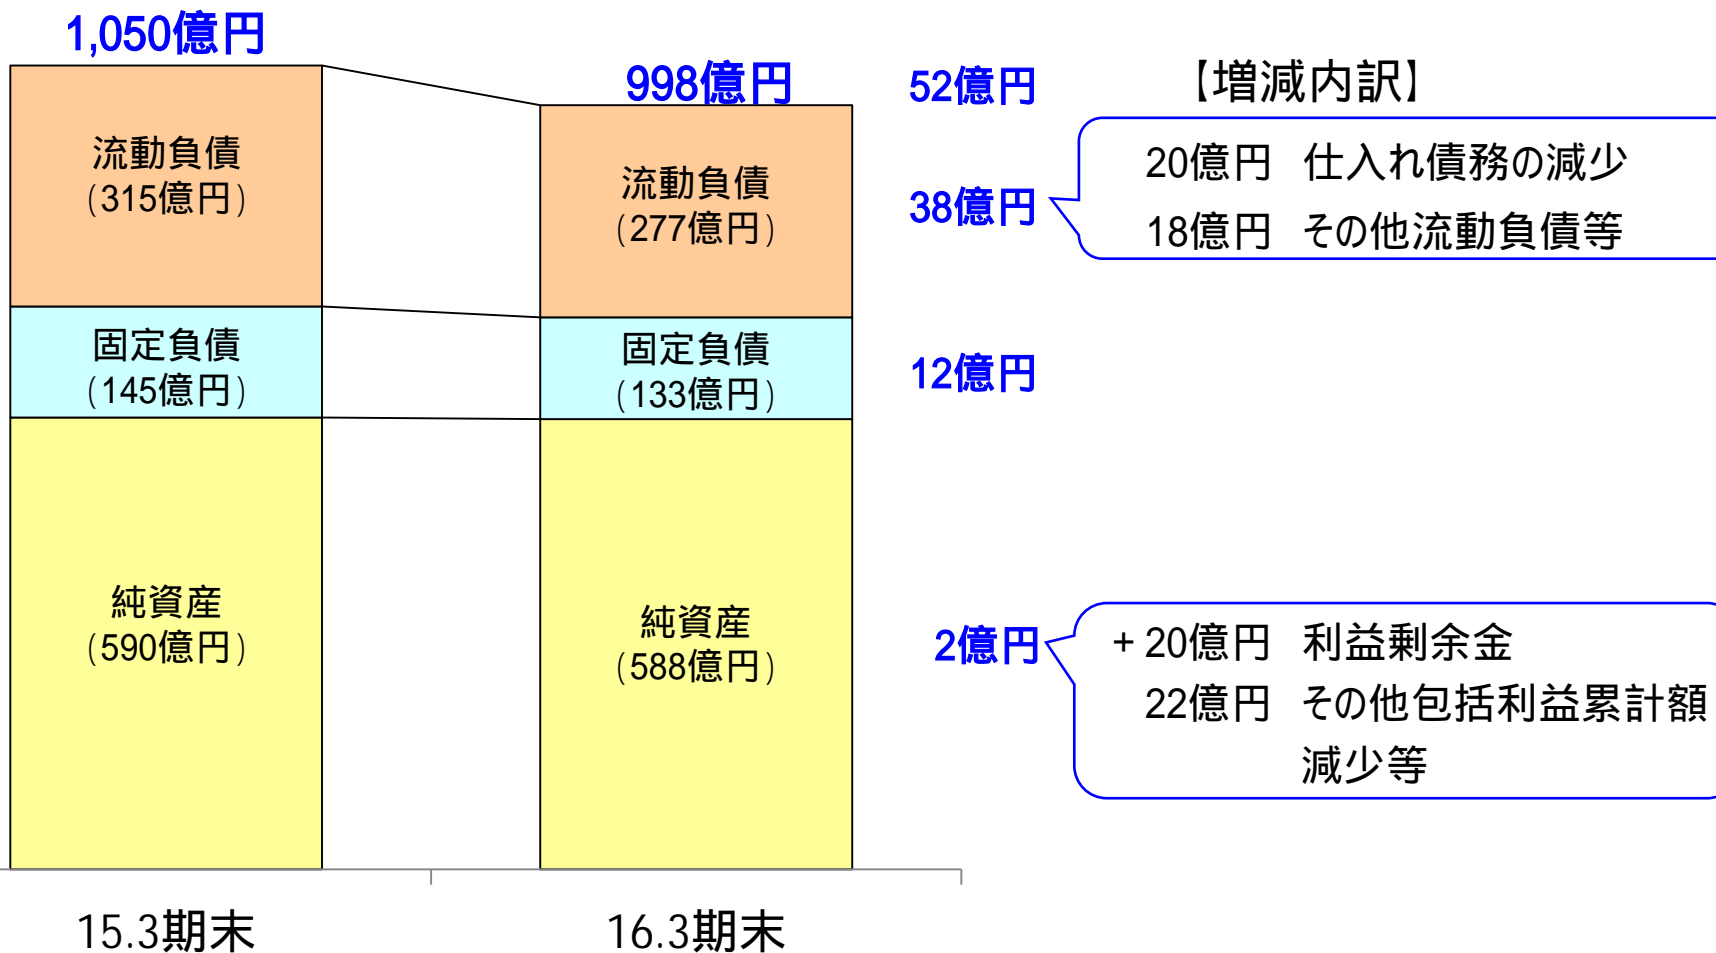 1,050億円
流動負債
(315億円)
固定負債
(145億円)
純資産
(590億円)
15.3期末
998億円
流動負債
(277億円)
固定負債
(133億円)
純資産
(588億円)
16.3期末
52億円
38億円
12億円
2億円
【増減内訳】
20億円 仕入れ債務の減少
18億円 その他流動負債等
+20億円 利益剰余金
22億円 その他包括利益累計額
減少等